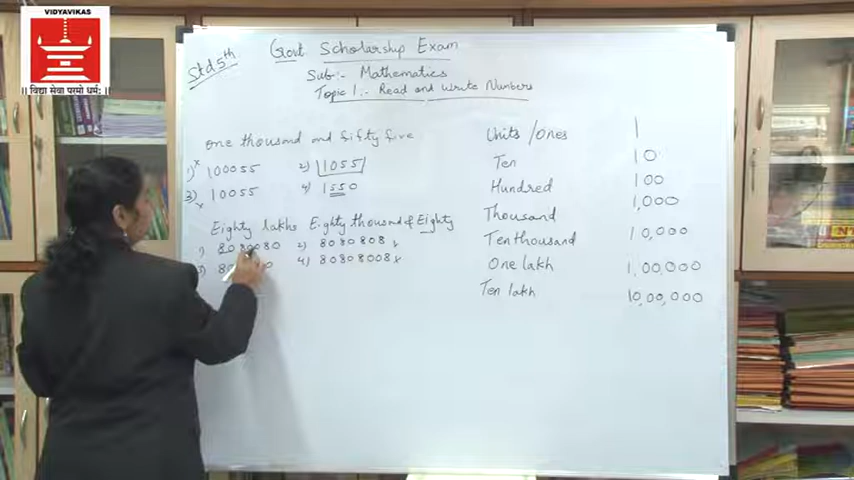 VIDYAVIKAS
|| विद्या सेवा परमो धर्म: ||
Std 5th
Govt Scholarship Exam
Sub:- Mathematics
Topic 1:- Read and write Numbers
one thousand and fifty five
1) x 100055 2) 1055
3) x 10055 4) 1550
Eighty lakhs Eighty thousand & Eighty
1) 8080080 2) 8080808 x
3) 4) 80808008 x
Units/Ones 1
Ten 10
Hundred 100
Thousand 1,000
Tenthousand 10,000
One lakh 1,00,000
Ten lakh 10,00,000